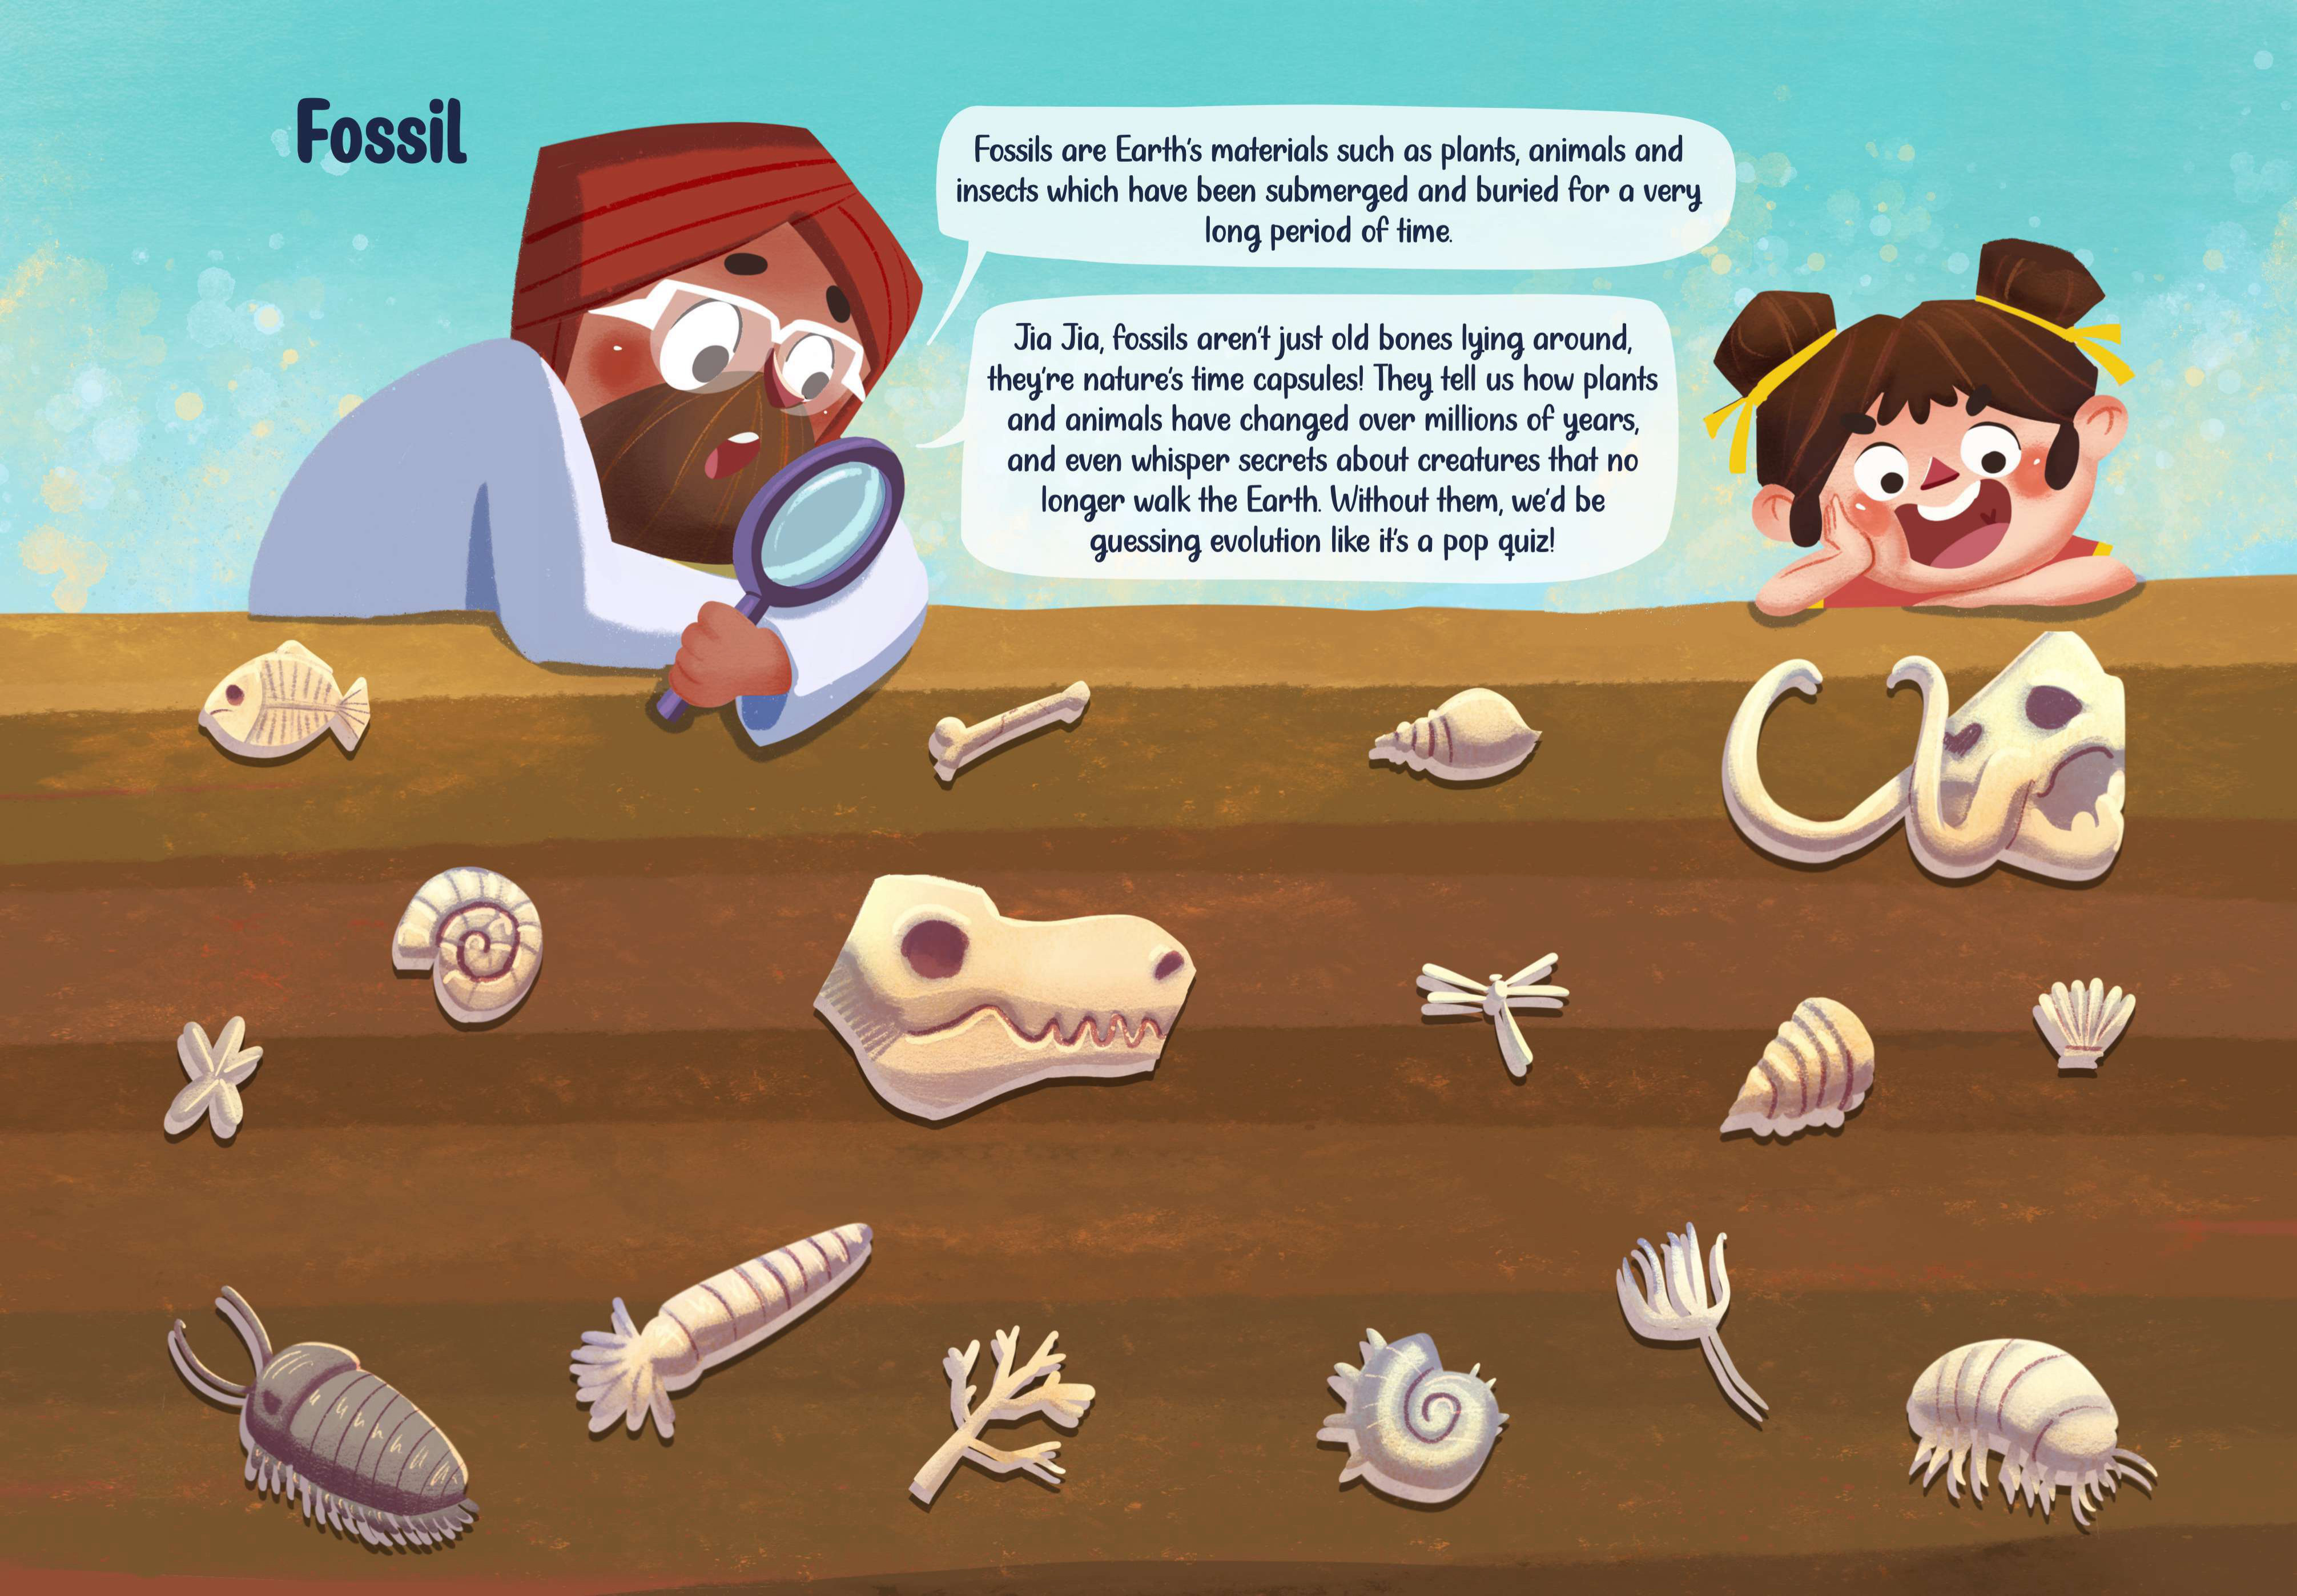 Fossil
Fossils are Earth's materials such as plants, animals and
insects which have been submerged and buried for a very
long period of time.
Jia Jia, fossils aren't just old bones lying around,
they're nature's time capsules! They tell us how plants
and animals have changed over millions of years,
and even whisper secrets about creatures that no
longer walk the Earth. Without them, we'd be
guessing evolution like it's a pop quiz!